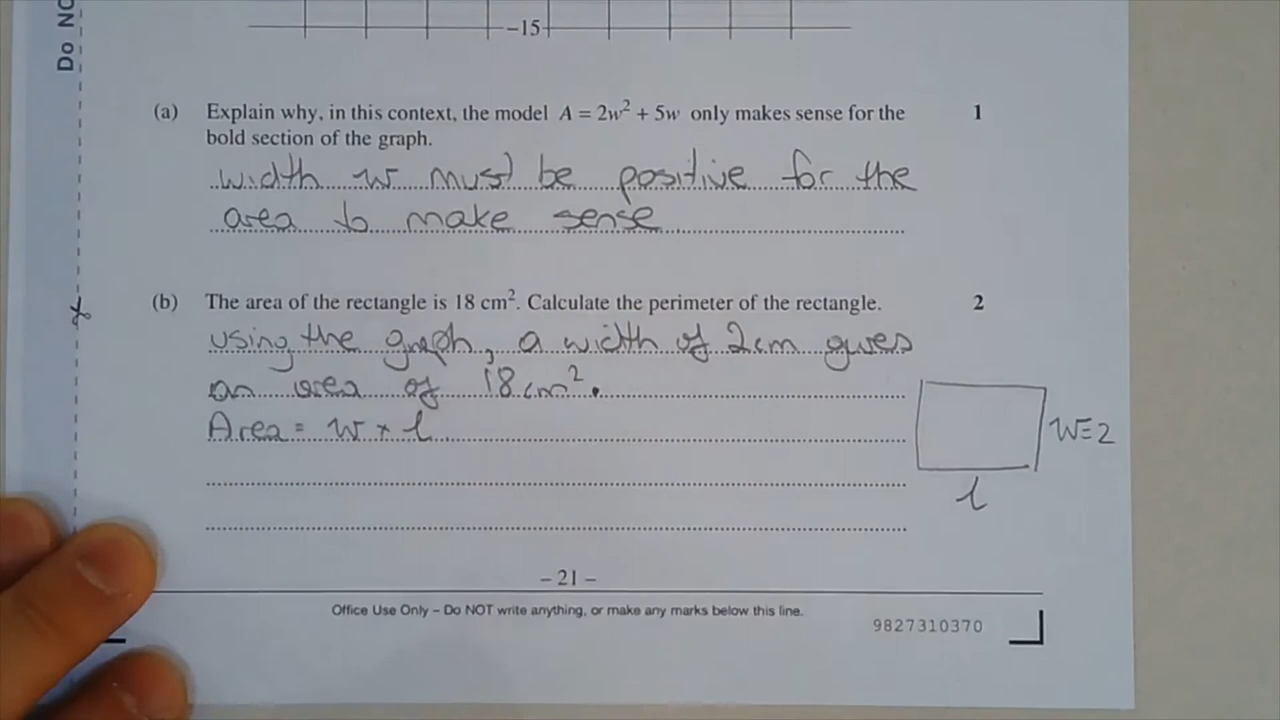 Do NO
-15
(a) Explain why, in this context, the model A = 2w² + 5w only makes sense for the 1
bold section of the graph.
width w must be positive for the
area to make sense
(b) The area of the rectangle is 18 cm². Calculate the perimeter of the rectangle. 2
using the graph, a width of 2cm gives
an area of 18 cm².
Area = w × l
W=2
l
– 21 –
Office Use Only – Do NOT write anything, or make any marks below this line.
9827310370